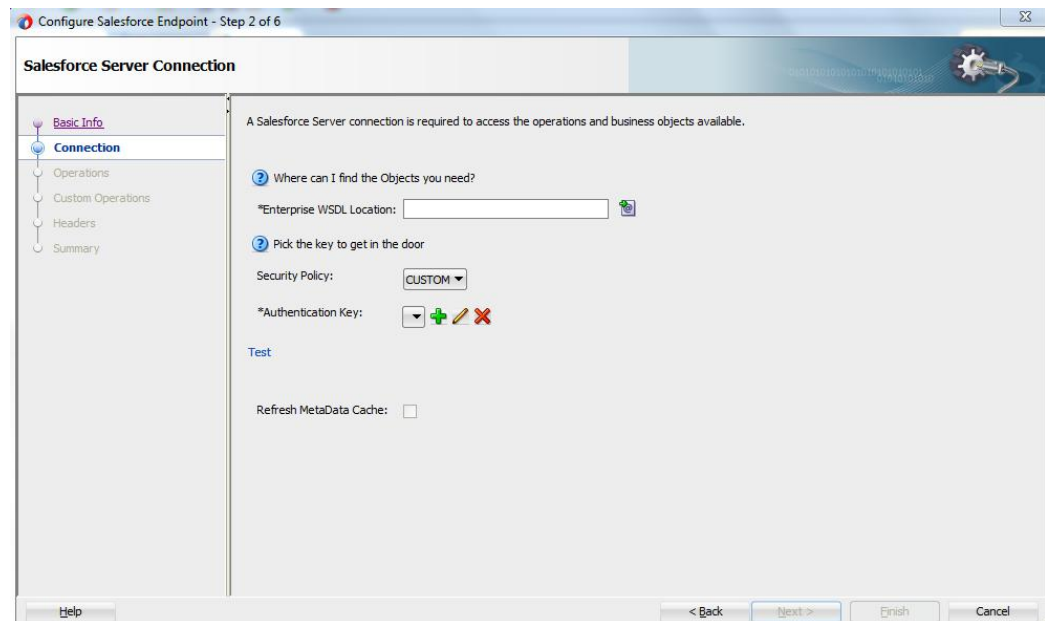 Configure Salesforce Endpoint - Step 2 of 6
Salesforce Server Connection
Basic Info
Connection
Operations
Custom Operations
Headers
Summary
A Salesforce Server connection is required to access the operations and business objects available.
Where can I find the Objects you need?
*Enterprise WSDL Location:
Pick the key to get in the door
Security Policy: CUSTOM
*Authentication Key:
Test
Refresh MetaData Cache:
Help < Back Next > Finish Cancel